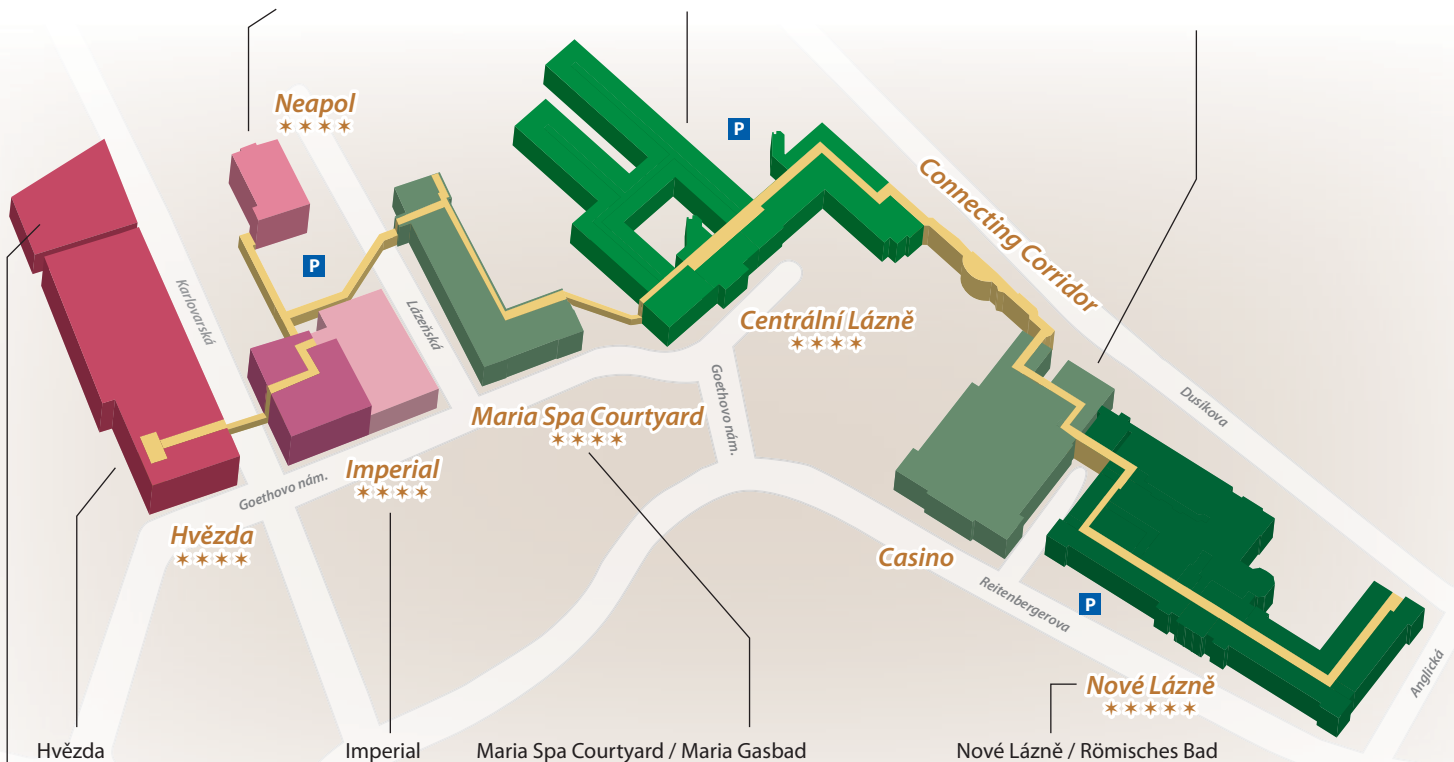 Neapol
✶✶✶✶
P
Connecting Corridor
Karlovarská
P
Lázeňská
Centrální Lázně
✶✶✶✶
Goethovo nám.
Dusíkova
Maria Spa Courtyard
✶✶✶✶
Imperial
✶✶✶✶
Goethovo nám.
Hvězda
✶✶✶✶
Casino
Reitenbergerova
P
Anglická
Nové Lázně
✶✶✶✶✶
Hvězda
Imperial
Maria Spa Courtyard / Maria Gasbad
Nové Lázně / Römisches Bad